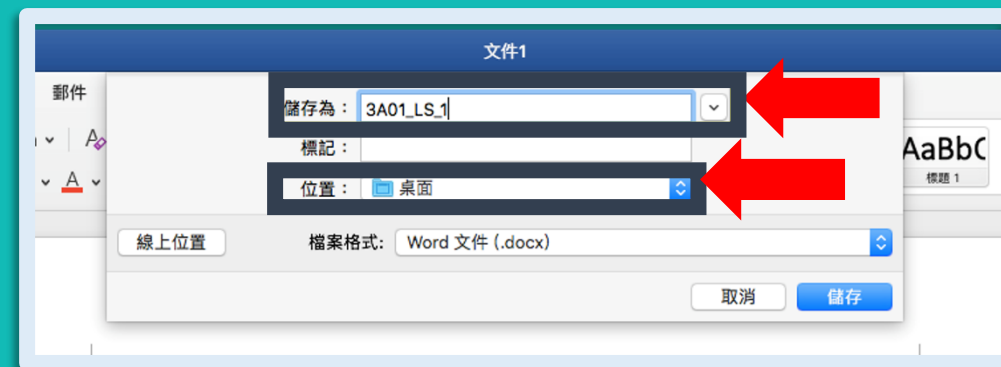 文件1
郵件
儲存為：
3A01_LS_1
標記：
AaBbC
標題 1
A
A
位置：
桌面
線上位置
檔案格式:
Word 文件 (.docx)
取消
儲存